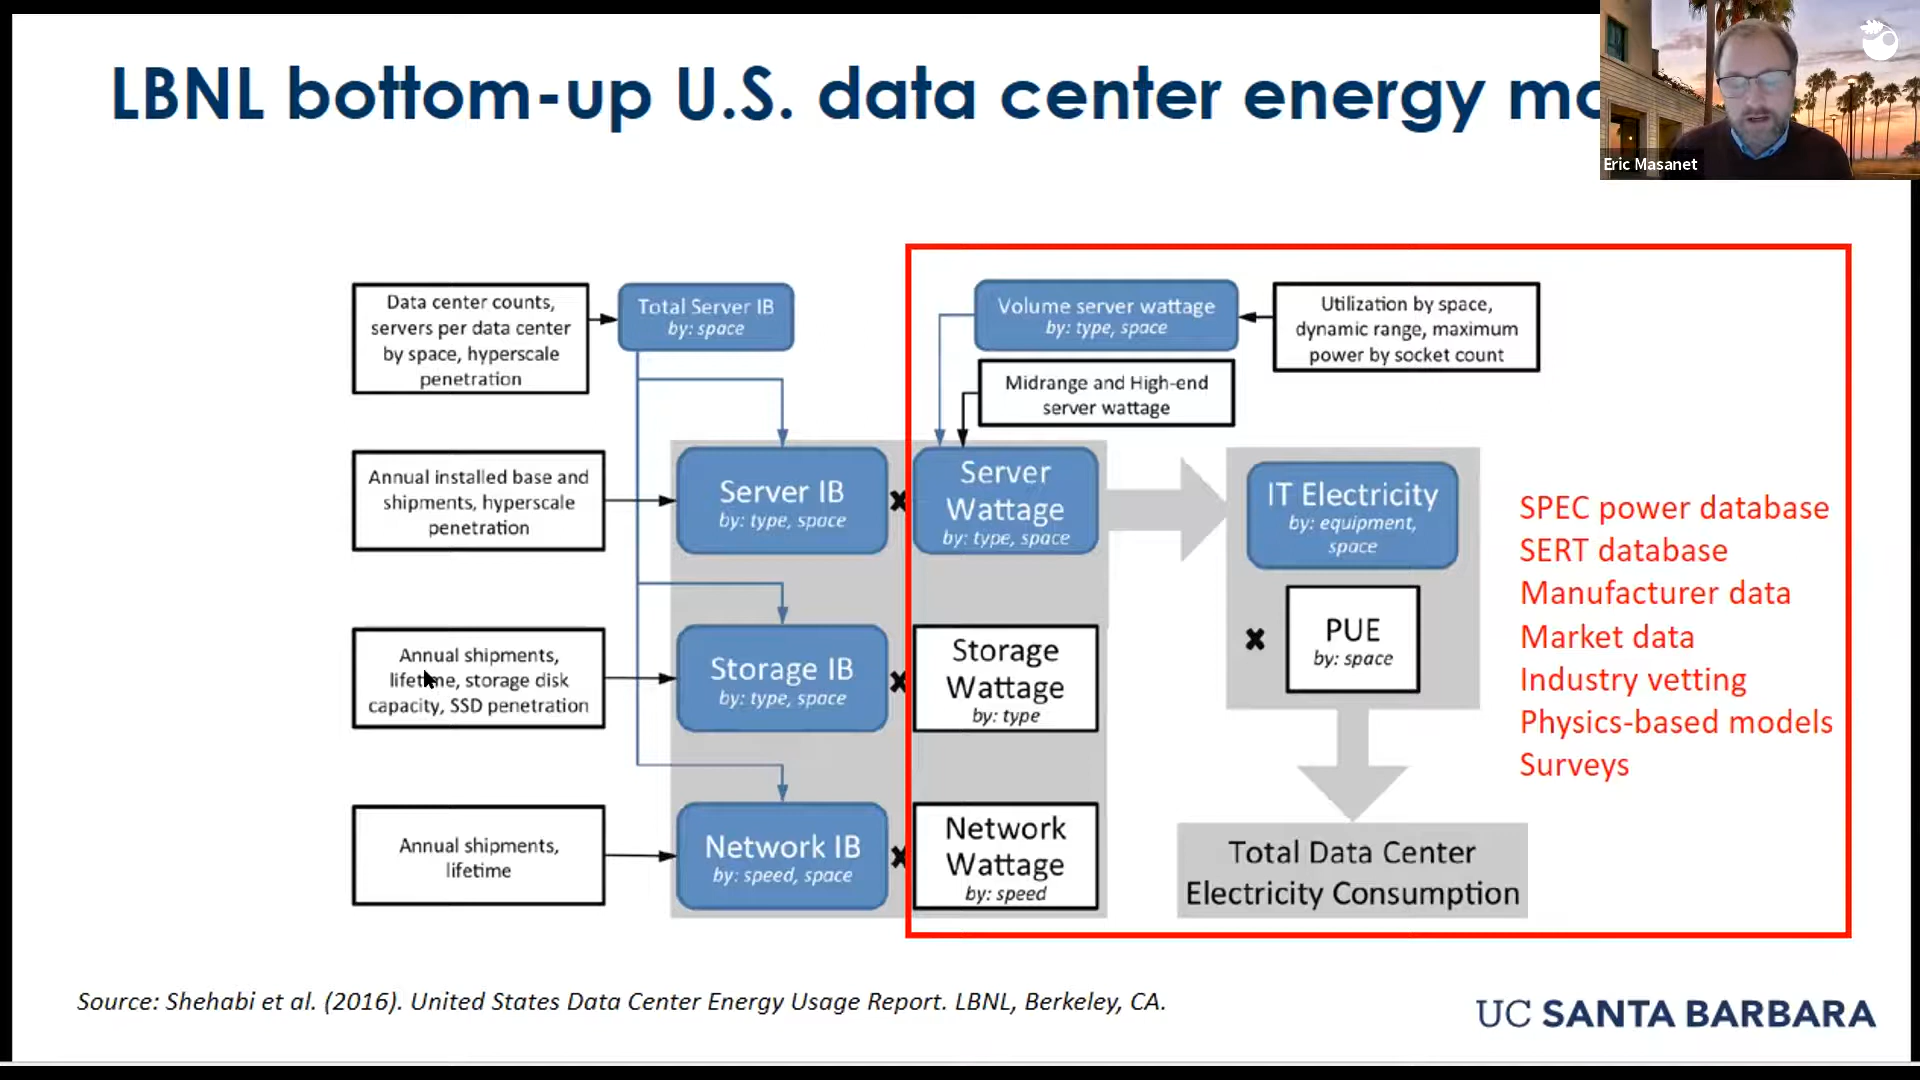 LBNL bottom-up U.S. data center energy
Eric Masanet
Data center counts,
servers per data center
by space, hyperscale
penetration
Total Server IB
by: space
Volume server wattage
by: type, space
Utilization by space,
dynamic range, maximum
power by socket count
Midrange and High-end
server wattage
Annual installed base and
shipments, hyperscale
penetration
Server IB
by: type, space
x
Server
Wattage
by: type, space
IT Electricity
by: equipment,
space
x
PUE
by: space
SPEC power database
SERT database
Manufacturer data
Market data
Industry vetting
Physics-based models
Surveys
Annual shipments,
lifetime, storage disk
capacity, SSD penetration
Storage IB
by: type, space
x
Storage
Wattage
by: type
Annual shipments,
lifetime
Network IB
by: speed, space
x
Network
Wattage
by: speed
Total Data Center
Electricity Consumption
Source: Shehabi et al. (2016). United States Data Center Energy Usage Report. LBNL, Berkeley, CA.
UC SANTA BARBARA